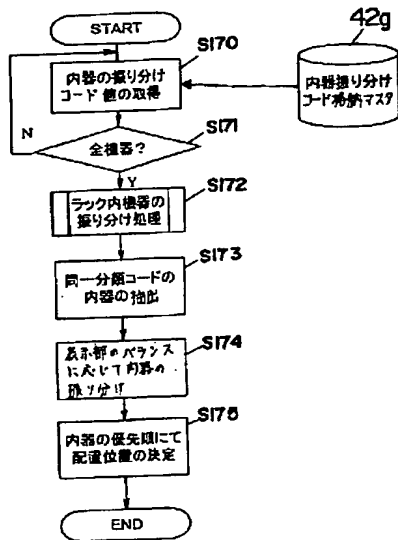 42g
START
S170
内器の振り分け
コード値の取得
内器振り分け
コード格納マスタ
S171
N
全機器?
Y
S172
ラック内機器の
振り分け処理
S173
同一分類コードの
内器の抽出
S174
表示部のバランス
に応じて内器の
振り分け
S175
内器の優先順にて
配置位置の決定
END